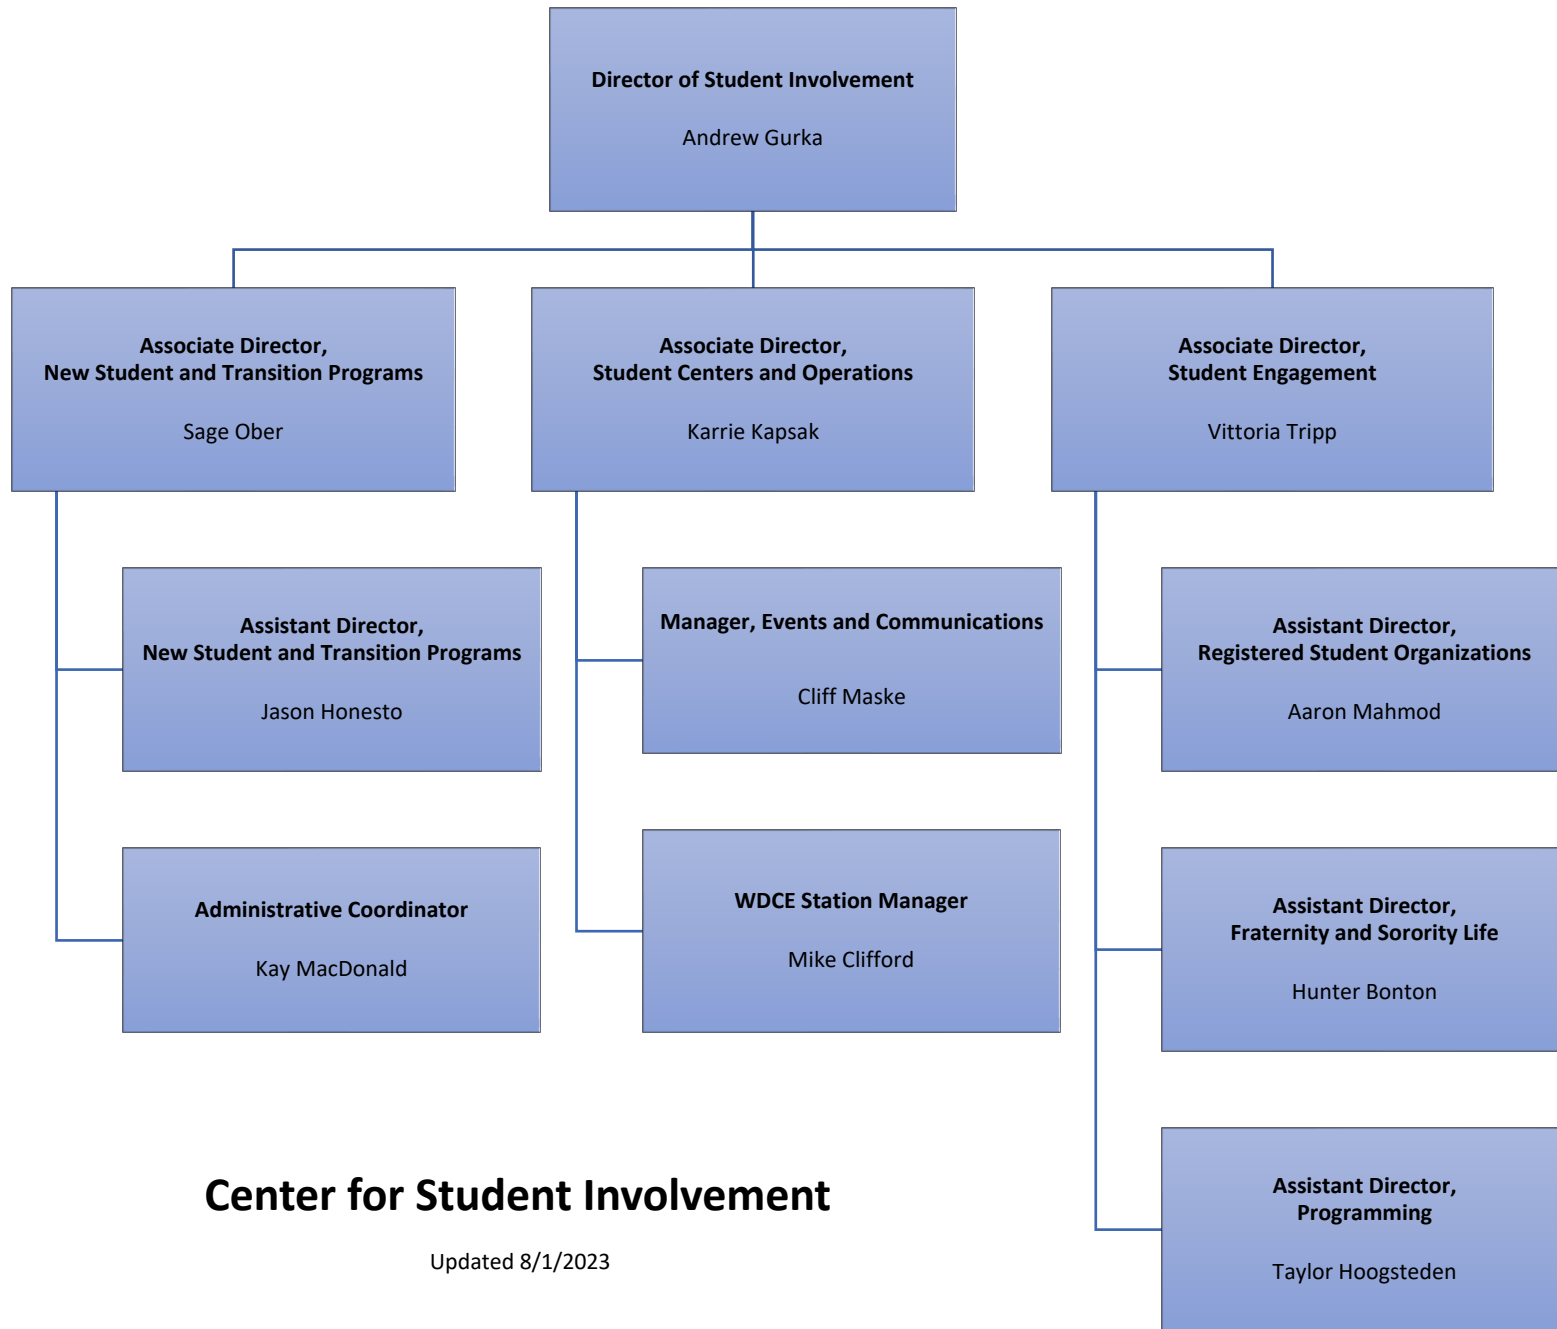 Director of Student Involvement
Andrew Gurka
Associate Director,
New Student and Transition Programs
Sage Ober
Associate Director,
Student Centers and Operations
Karrie Kapsak
Associate Director,
Student Engagement
Vittoria Tripp
Assistant Director,
New Student and Transition Programs
Jason Honesto
Manager, Events and Communications
Cliff Maske
Assistant Director,
Registered Student Organizations
Aaron Mahmod
Administrative Coordinator
Kay MacDonald
WDCE Station Manager
Mike Clifford
Assistant Director,
Fraternity and Sorority Life
Hunter Bonton
Assistant Director,
Programming
Taylor Hoogsteden
Center for Student Involvement
Updated 8/1/2023